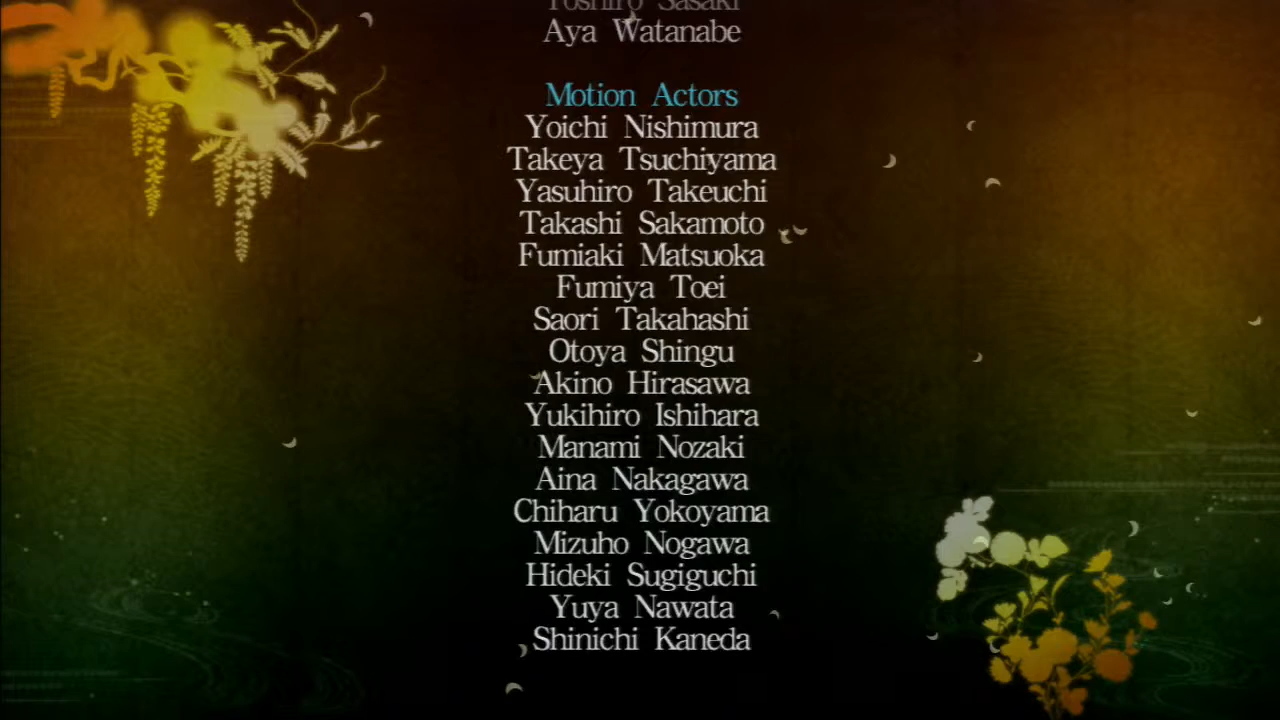 Yoshiro Sasaki
Aya Watanabe
Motion Actors
Yoichi Nishimura
Takeya Tsuchiyama
Yasuhiro Takeuchi
Takashi Sakamoto
Fumiaki Matsuoka
Fumiya Toei
Saori Takahashi
Otoya Shingu
Akino Hirasawa
Yukihiro Ishihara
Manami Nozaki
Aina Nakagawa
Chiharu Yokoyama
Mizuho Nogawa
Hideki Sugiguchi
Yuya Nawata
Shinichi Kaneda